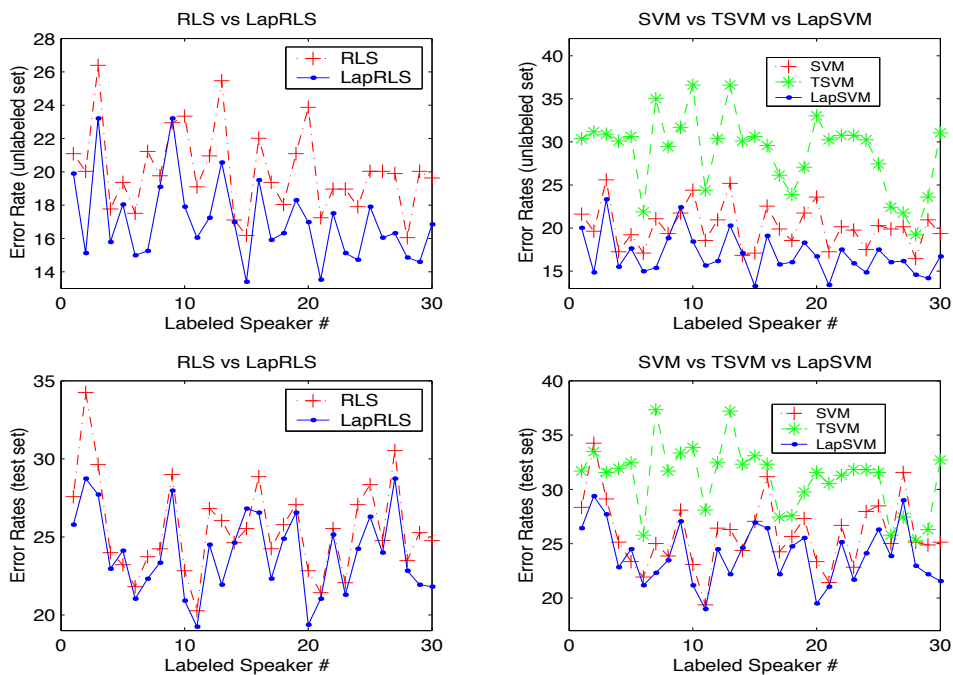 RLS vs LapRLS
28
26
24
22
20
18
16
14
0
10
20
30
Error Rate (unlabeled set)
Labeled Speaker #
RLS
LapRLS
SVM vs TSVM vs LapSVM
40
35
30
25
20
15
0
10
20
30
Error Rates (unlabeled set)
Labeled Speaker #
SVM
TSVM
LapSVM
RLS vs LapRLS
35
30
25
20
0
10
20
30
Error Rates (test set)
Labeled Speaker #
RLS
LapRLS
SVM vs TSVM vs LapSVM
40
35
30
25
20
0
10
20
30
Error Rates (test set)
Labeled Speaker #
SVM
TSVM
LapSVM